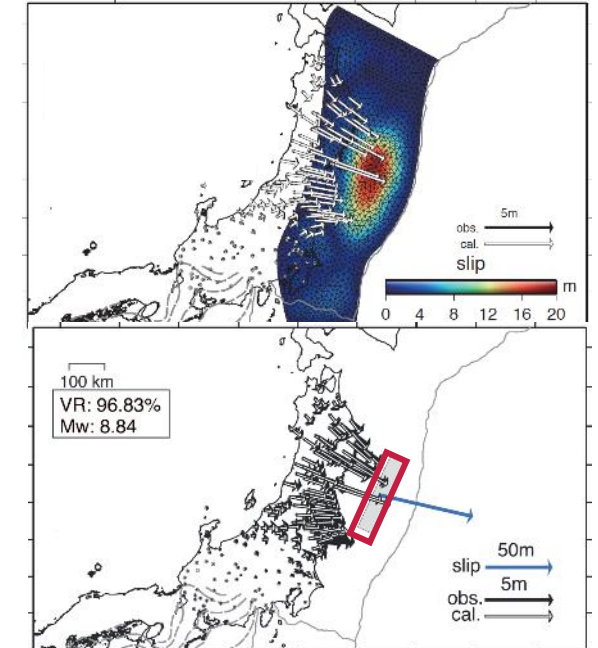 5m
obs.
cal.
slip
m
0 4 8 12 16 20
100 km
VR: 96.83%
Mw: 8.84
50m
slip
5m
obs.
cal.